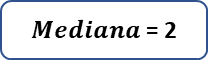 Mediana = 2